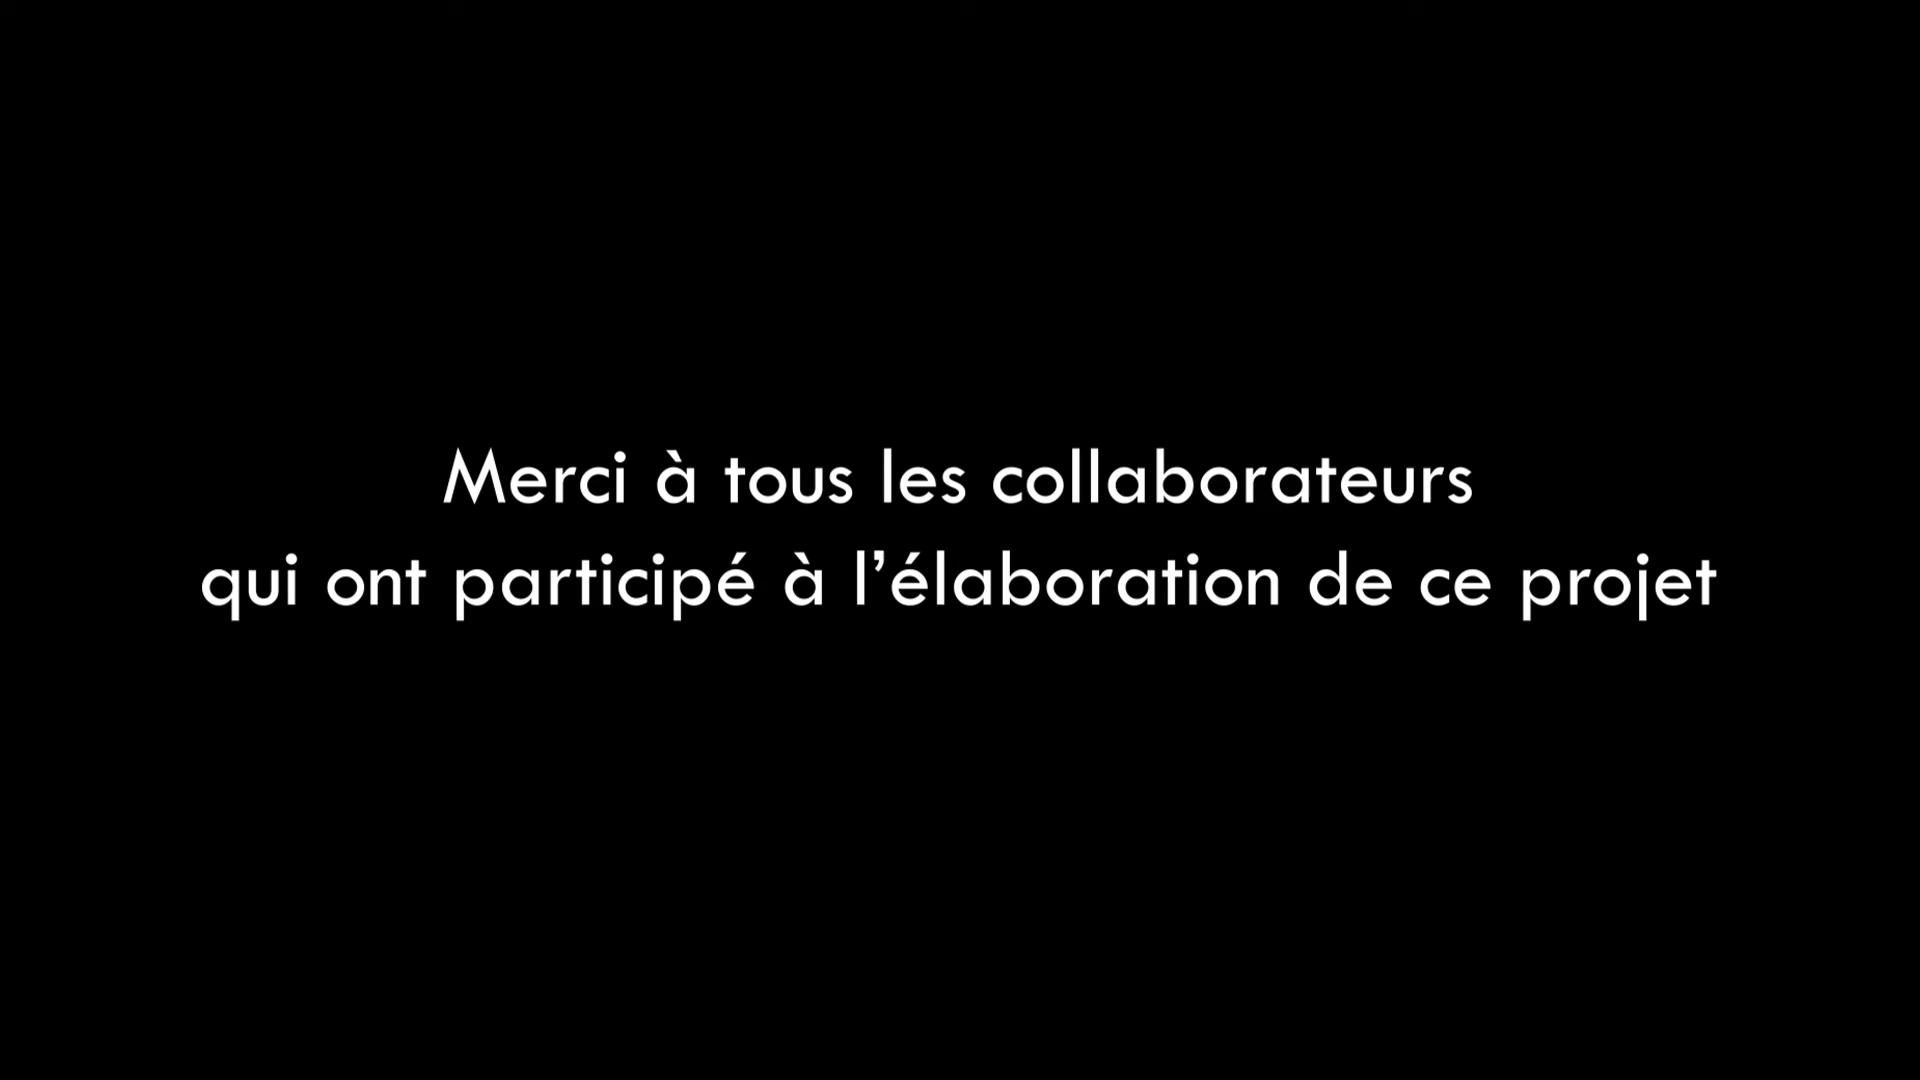 Merci à tous les collaborateurs
qui ont participé à l’élaboration de ce projet